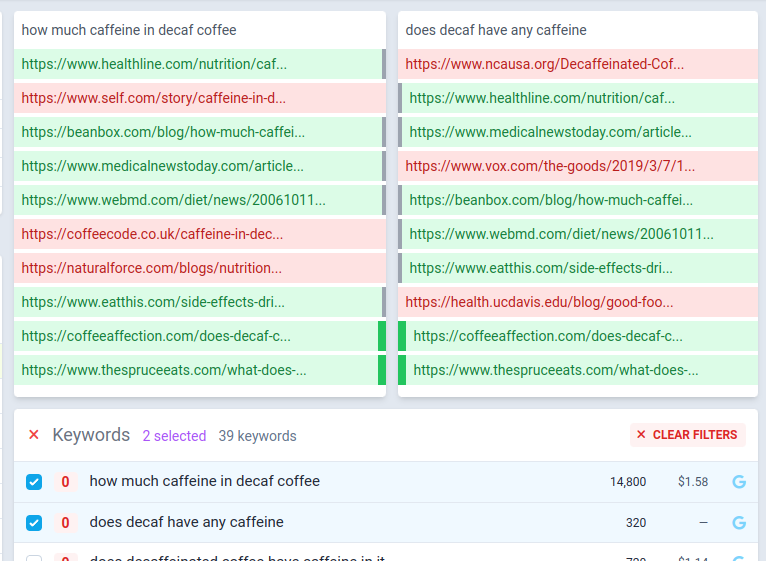 how much caffeine in decaf coffee
https://www.healthline.com/nutrition/caf...
https://www.self.com/story/caffeine-in-d...
https://beanbox.com/blog/how-much-caffei...
https://www.medicalnewstoday.com/article...
https://www.webmd.com/diet/news/20061011...
https://coffeecode.co.uk/caffeine-in-dec...
https://naturalforce.com/blogs/nutrition...
https://www.eatthis.com/side-effects-dri...
https://coffeeaffection.com/does-decaf-c...
https://www.thespruceeats.com/what-does-...
does decaf have any caffeine
https://www.ncausa.org/Decaffeinated-Cof...
https://www.healthline.com/nutrition/caf...
https://www.medicalnewstoday.com/article...
https://www.vox.com/the-goods/2019/3/7/1...
https://beanbox.com/blog/how-much-caffei...
https://www.webmd.com/diet/news/20061011...
https://www.eatthis.com/side-effects-dri...
https://health.ucdavis.edu/blog/good-foo...
https://coffeeaffection.com/does-decaf-c...
https://www.thespruceeats.com/what-does-...
× Keywords 2 selected 39 keywords × CLEAR FILTERS
0 how much caffeine in decaf coffee 14,800 $1.58 G
0 does decaf have any caffeine 320 – G
does decaffeinated coffee have caffeine in it